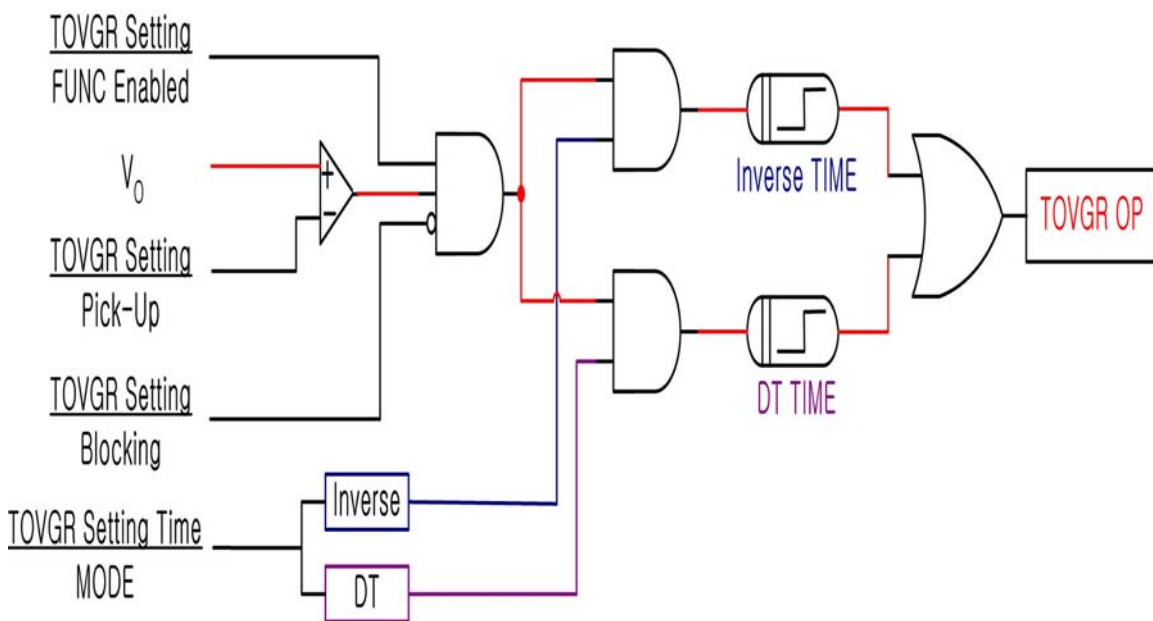 TOVGR Setting
FUNC Enabled
V_O
TOVGR Setting
Pick-Up
TOVGR Setting
Blocking
TOVGR Setting Time
MODE
+
−
Inverse
DT
Inverse TIME
DT TIME
TOVGR OP